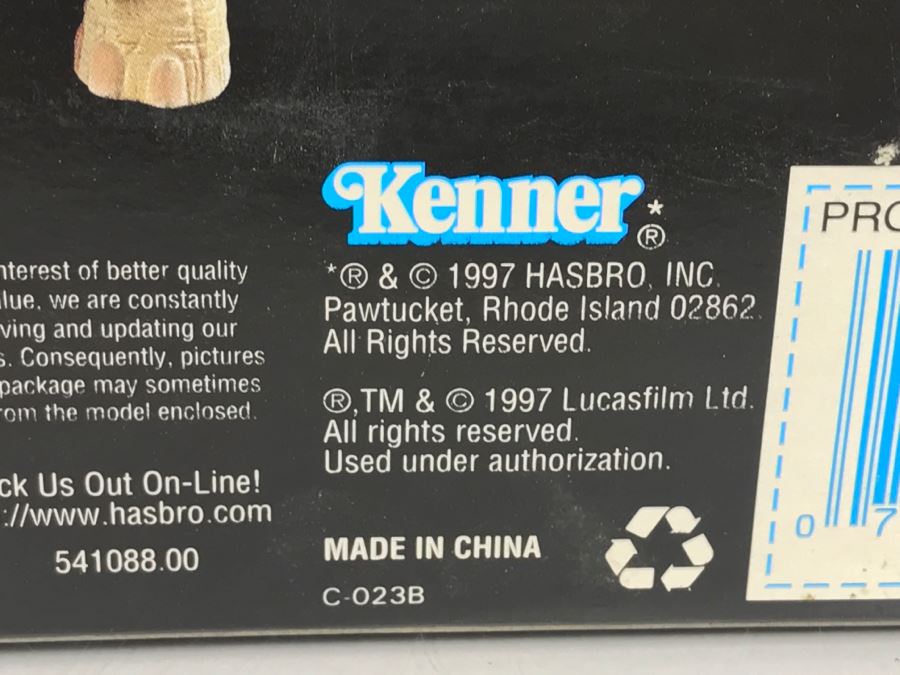 Kenner*
®
*® & © 1997 HASBRO, INC.
Pawtucket, Rhode Island 02862.
All Rights Reserved.
®,TM & © 1997 Lucasfilm Ltd.
All rights reserved.
Used under authorization.
MADE IN CHINA
C-023B
nterest of better quality
lue, we are constantly
ving and updating our
s. Consequently, pictures
package may sometimes
rom the model enclosed.
ck Us Out On-Line!
://www.hasbro.com
541088.00
PRO
0 7